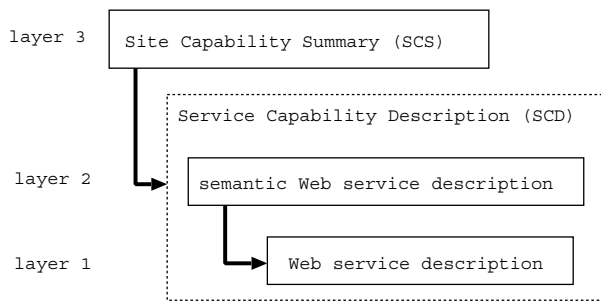 layer 3
Site Capability Summary (SCS)
Service Capability Description (SCD)
layer 2
semantic Web service description
layer 1
Web service description